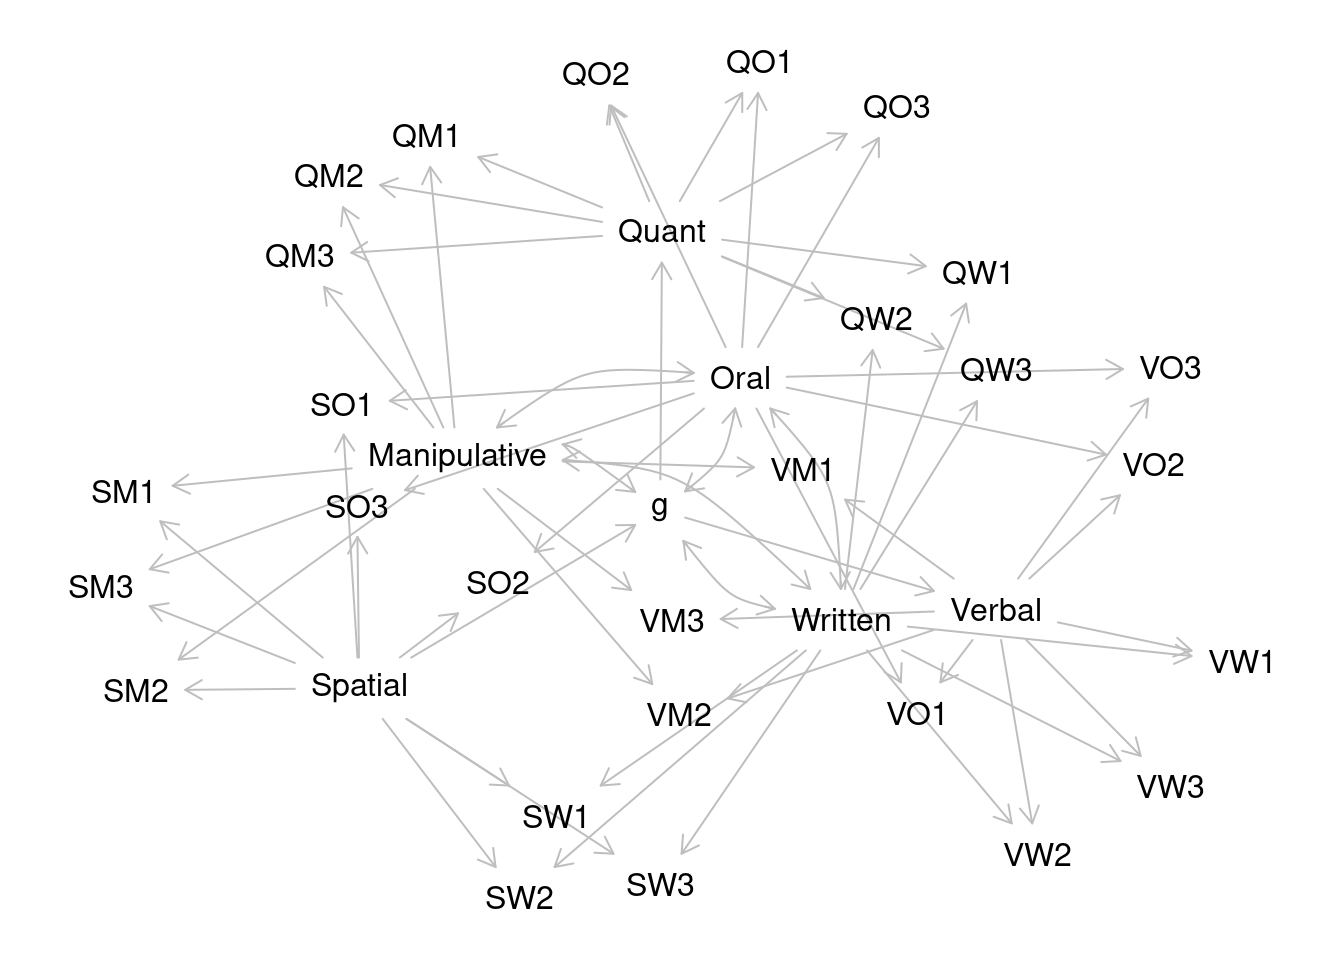 QO1
QO2
QO3
QM1
QM2
Quant
QM3
QW1
QW2
VO3
QW3
Oral
SO1
Manipulative
VO2
VM1
SM1
g
SO3
SO2
SM3
Verbal
VM3
Written
VW1
Spatial
SM2
VO1
VM2
VW3
SW1
VW2
SW3
SW2